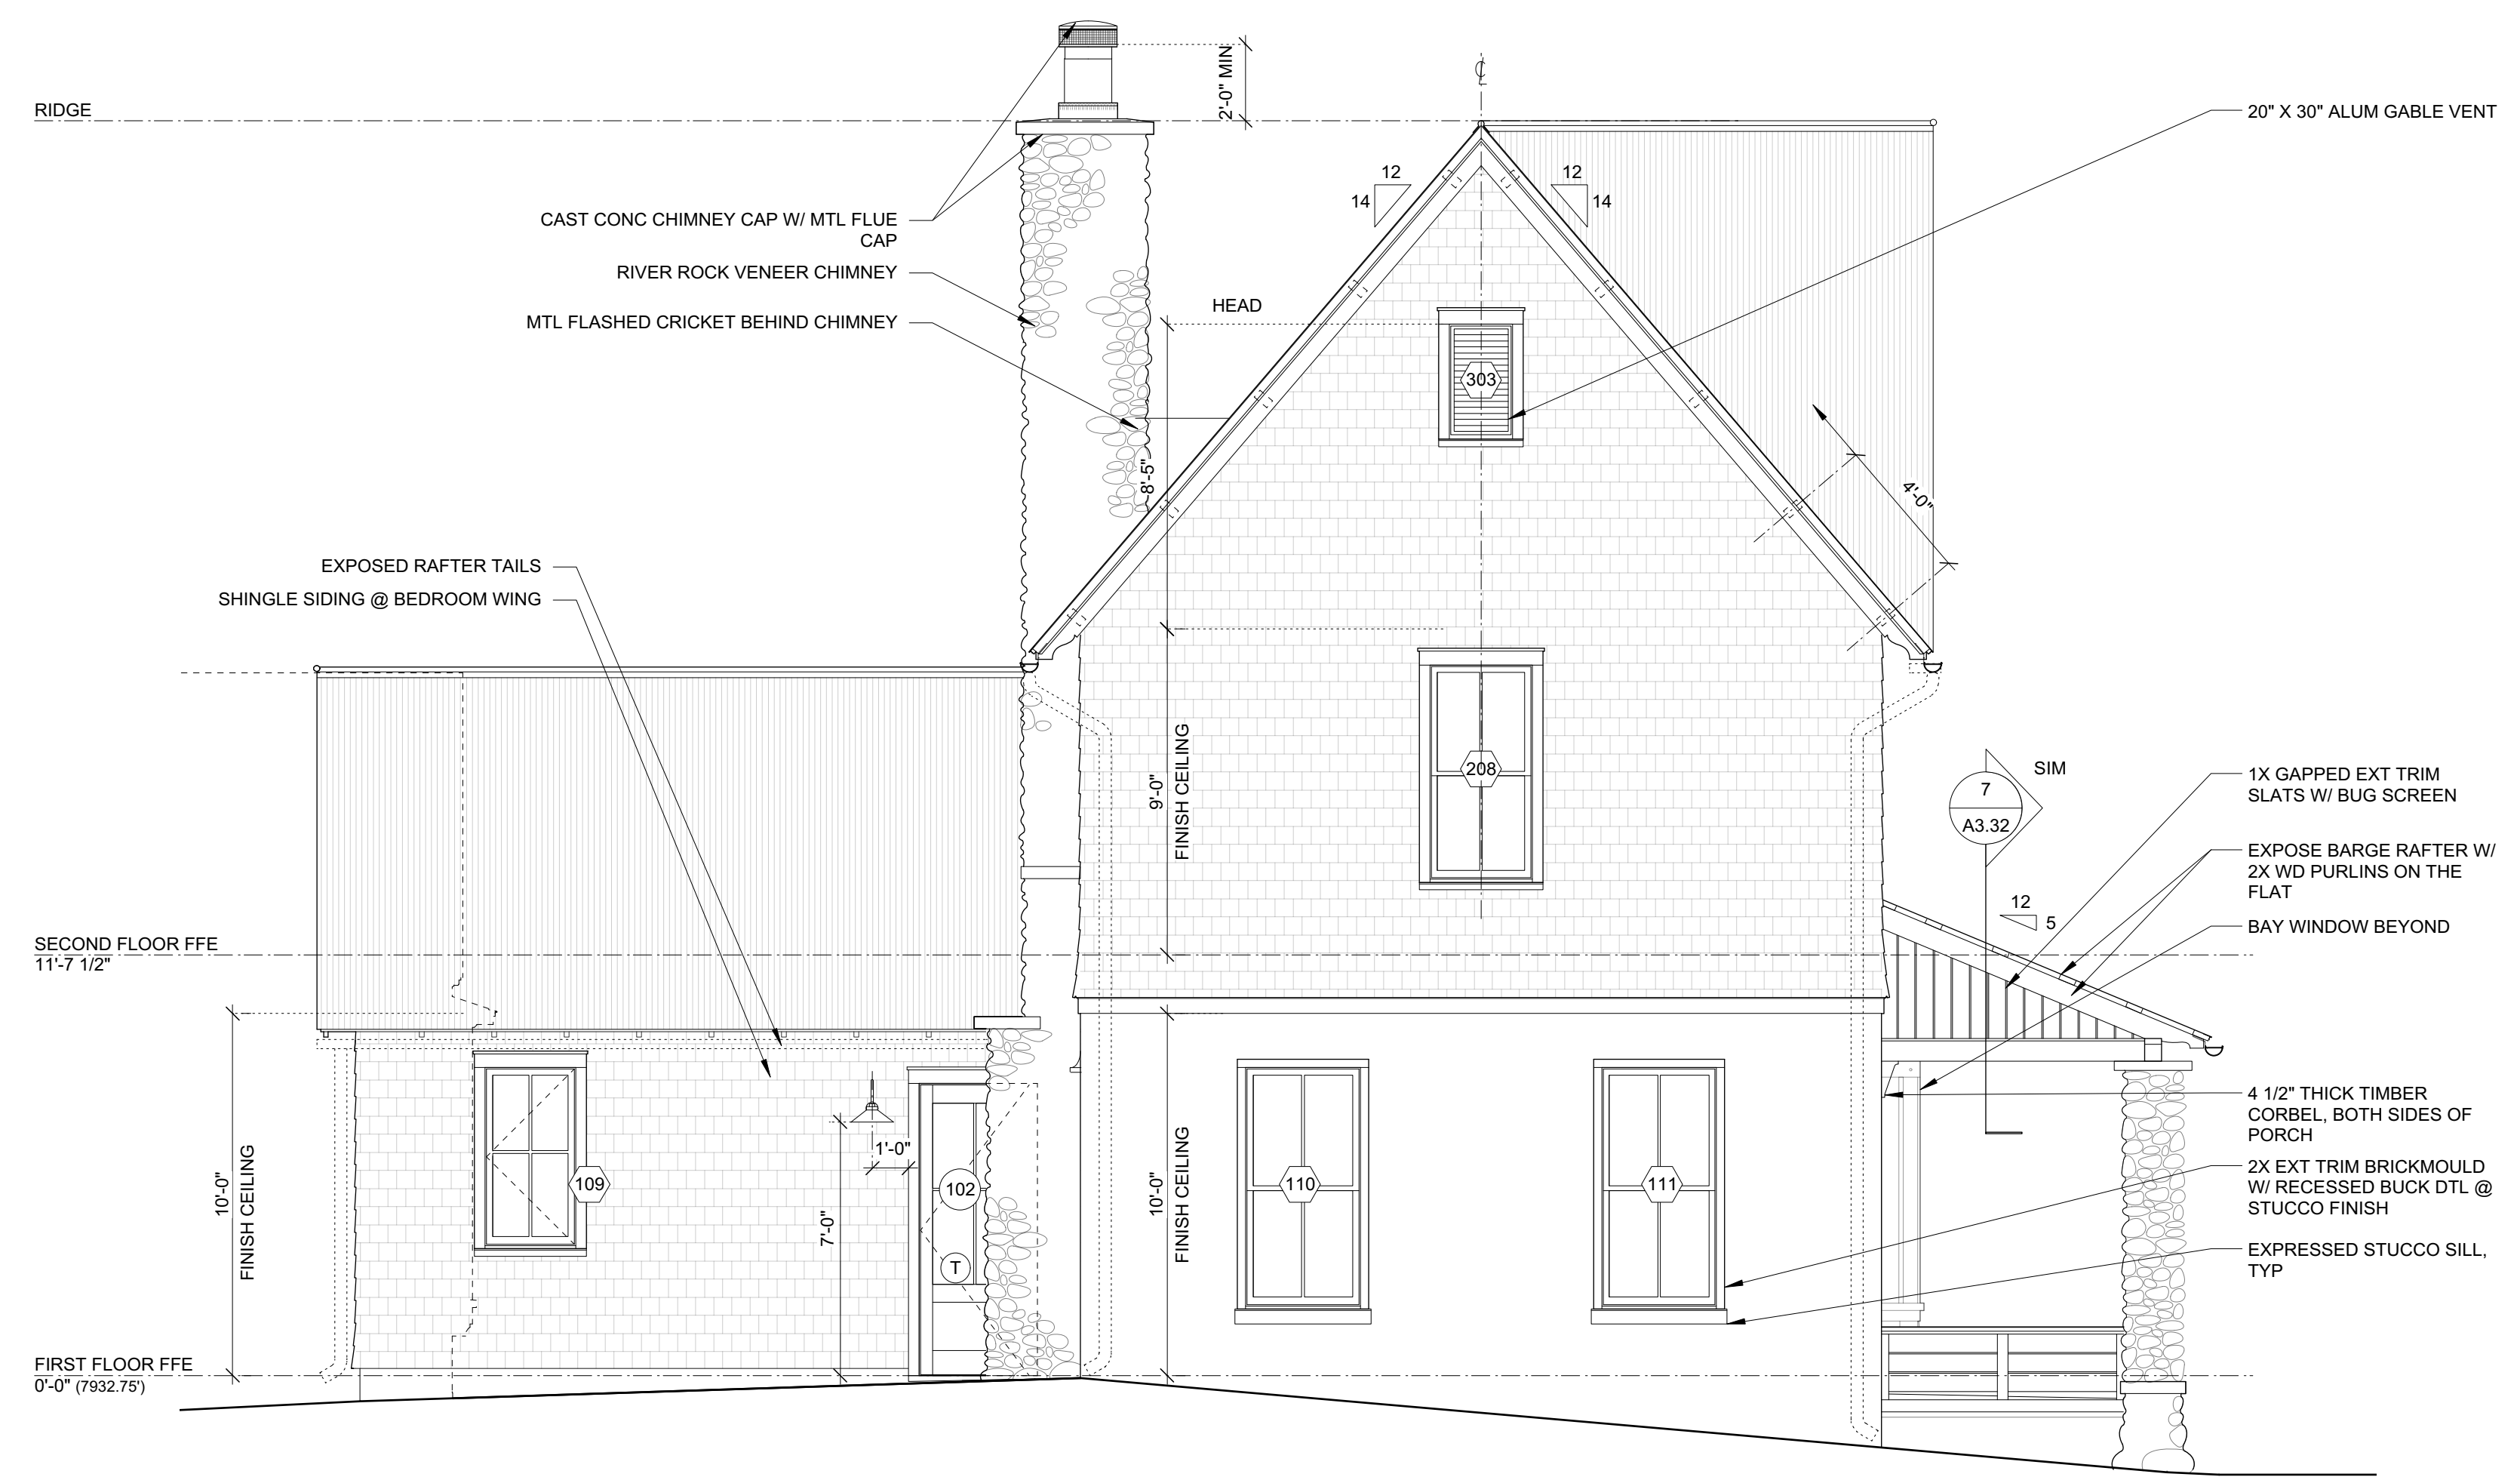 RIDGE
2'-0" MIN
℄
20" X 30" ALUM GABLE VENT
12
14
12
14
CAST CONC CHIMNEY CAP W/ MTL FLUE
CAP
RIVER ROCK VENEER CHIMNEY
MTL FLASHED CRICKET BEHIND CHIMNEY
HEAD
303
8'-5"
4'-0"
EXPOSED RAFTER TAILS
SHINGLE SIDING @ BEDROOM WING
208
9'-0"
FINISH CEILING
SIM
7
A3.32
1X GAPPED EXT TRIM
SLATS W/ BUG SCREEN
EXPOSE BARGE RAFTER W/
2X WD PURLINS ON THE
FLAT
12
5
BAY WINDOW BEYOND
SECOND FLOOR FFE
11'-7 1/2"
4 1/2" THICK TIMBER
CORBEL, BOTH SIDES OF
PORCH
1'-0"
10'-0"
FINISH CEILING
109
7'-0"
102
T
10'-0"
FINISH CEILING
110
111
2X EXT TRIM BRICKMOULD
W/ RECESSED BUCK DTL @
STUCCO FINISH
EXPRESSED STUCCO SILL,
TYP
FIRST FLOOR FFE
0'-0" (7932.75')